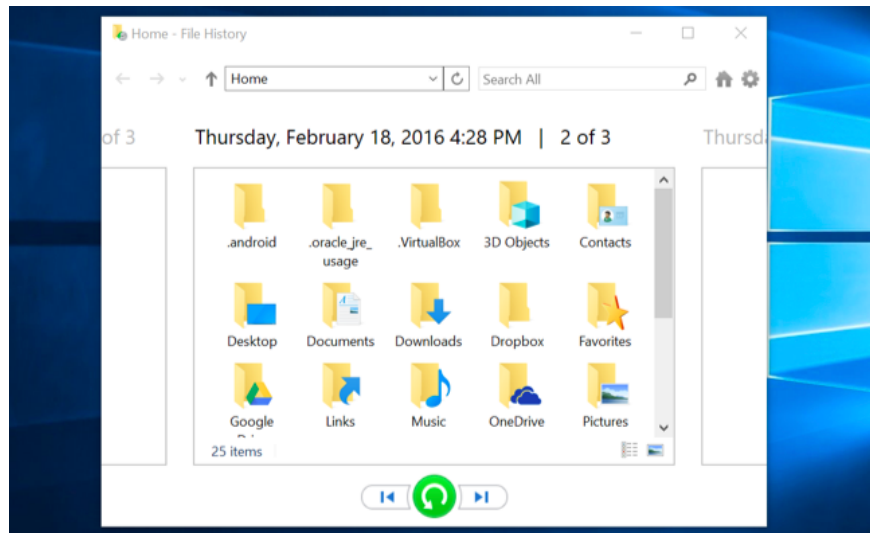 Home - File History
Home
Search All
of 3
Thursday, February 18, 2016 4:28 PM | 2 of 3
Thursd
.android
.oracle_jre_
usage
.VirtualBox
3D Objects
Contacts
Desktop
Documents
Downloads
Dropbox
Favorites
Google
Links
Music
OneDrive
Pictures
25 items